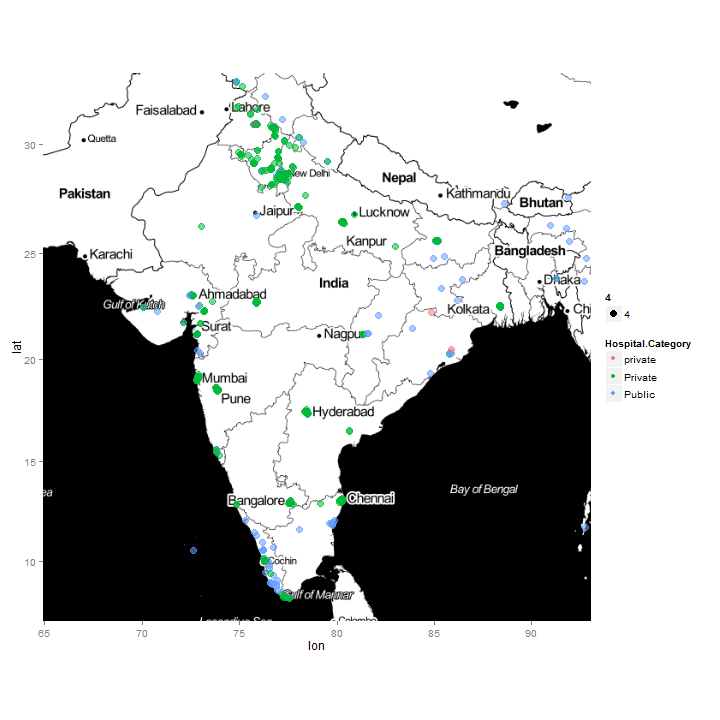 Faisalabad
Lahore
Quetta
New Delhi
Nepal
Pakistan
Kathmandu
Bhutan
Jaipur
Lucknow
Kanpur
Bangladesh
Karachi
India
Dhaka
Ahmadabad
Gulf of Kutch
Kolkata
Chi
Surat
Nagpur
Mumbai
Pune
Hyderabad
ea
Bay of Bengal
Bangalore
Chennai
Cochin
Gulf of Mannar
Laccadive Sea
Colombo
30
25
20
15
10
lat
65
70
75
80
85
90
lon
4
4
Hospital.Category
private
Private
Public